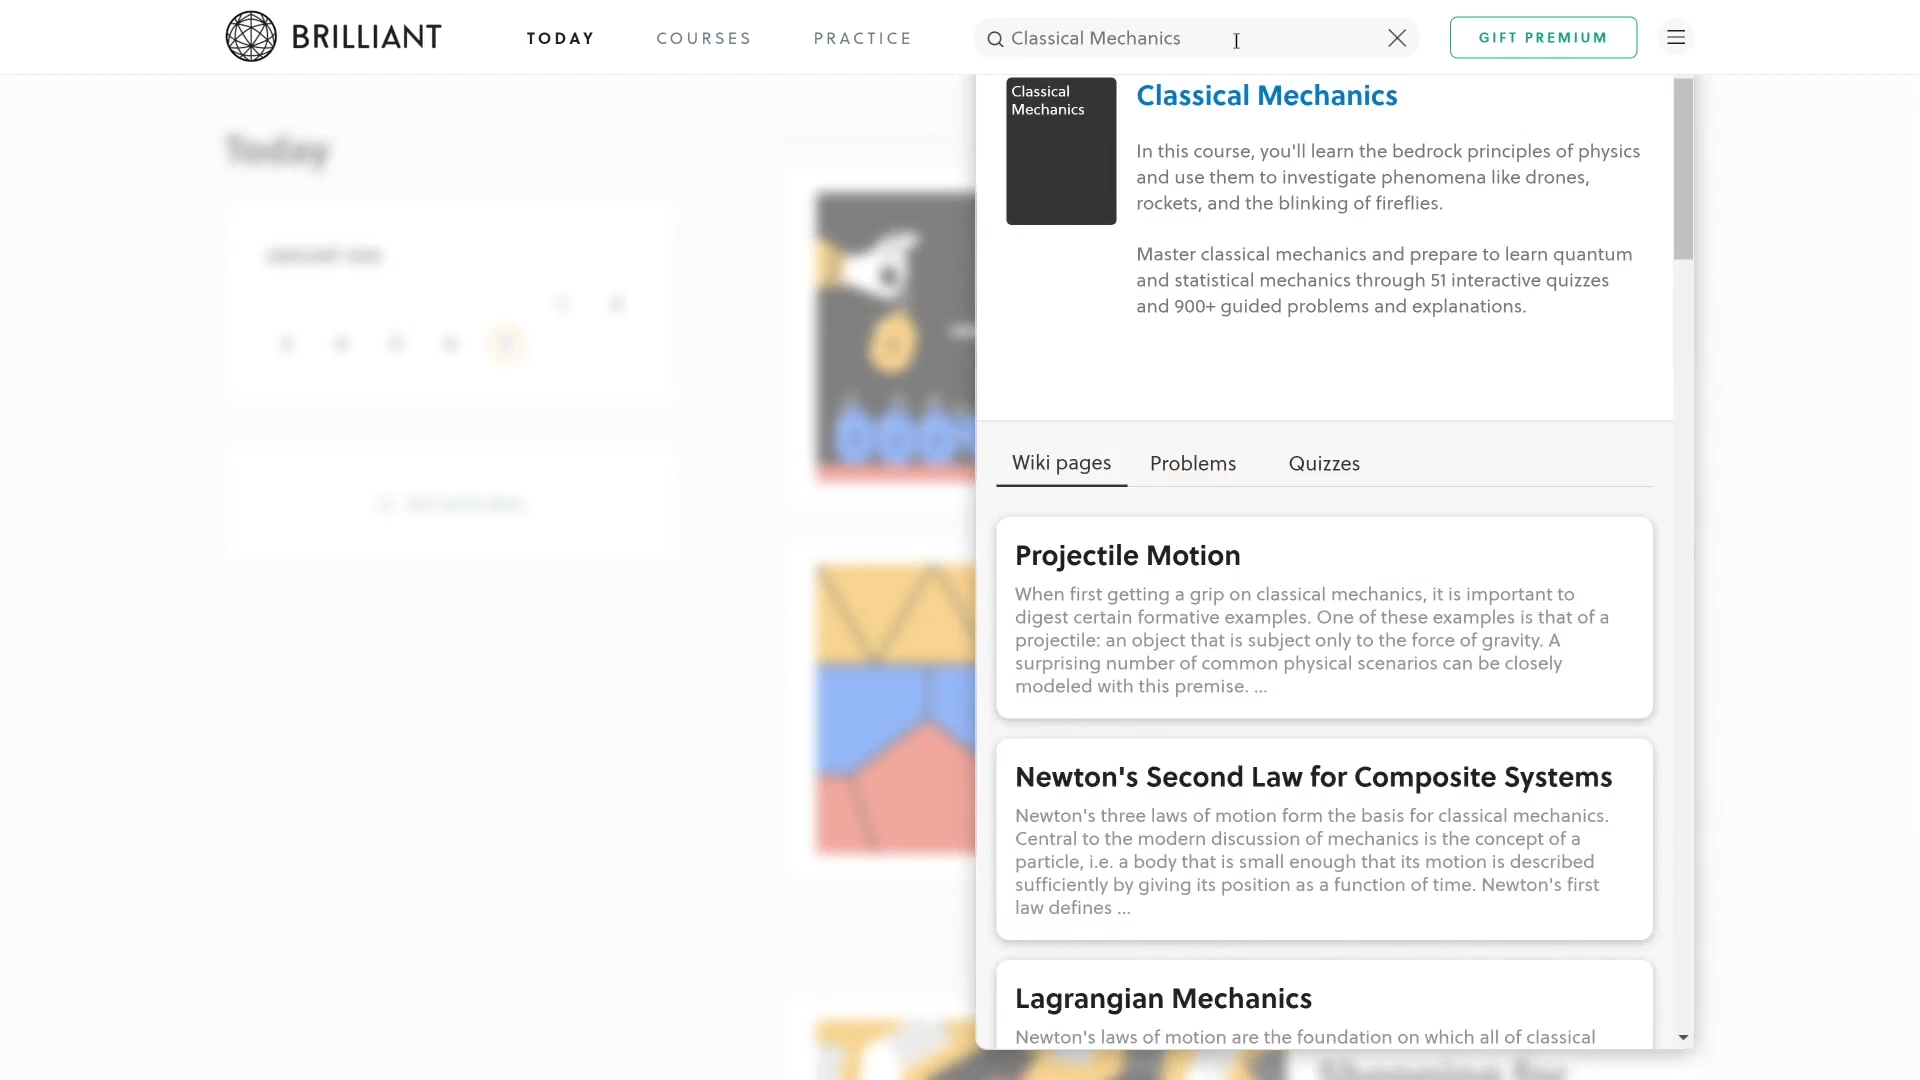 BRILLIANT
TODAY
COURSES
PRACTICE
Classical Mechanics
GIFT PREMIUM
Today
Classical
Mechanics
Classical Mechanics
In this course, you'll learn the bedrock principles of physics
and use them to investigate phenomena like drones,
rockets, and the blinking of fireflies.
Master classical mechanics and prepare to learn quantum
and statistical mechanics through 51 interactive quizzes
and 900+ guided problems and explanations.
Wiki pages
Problems
Quizzes
Projectile Motion
When first getting a grip on classical mechanics, it is important to
digest certain formative examples. One of these examples is that of a
projectile: an object that is subject only to the force of gravity. A
surprising number of common physical scenarios can be closely
modeled with this premise. ...
Newton's Second Law for Composite Systems
Newton's three laws of motion form the basis for classical mechanics.
Central to the modern discussion of mechanics is the concept of a
particle, i.e. a body that is small enough that its motion is described
sufficiently by giving its position as a function of time. Newton's first
law defines ...
Lagrangian Mechanics
Newton's laws of motion are the foundation on which all of classical